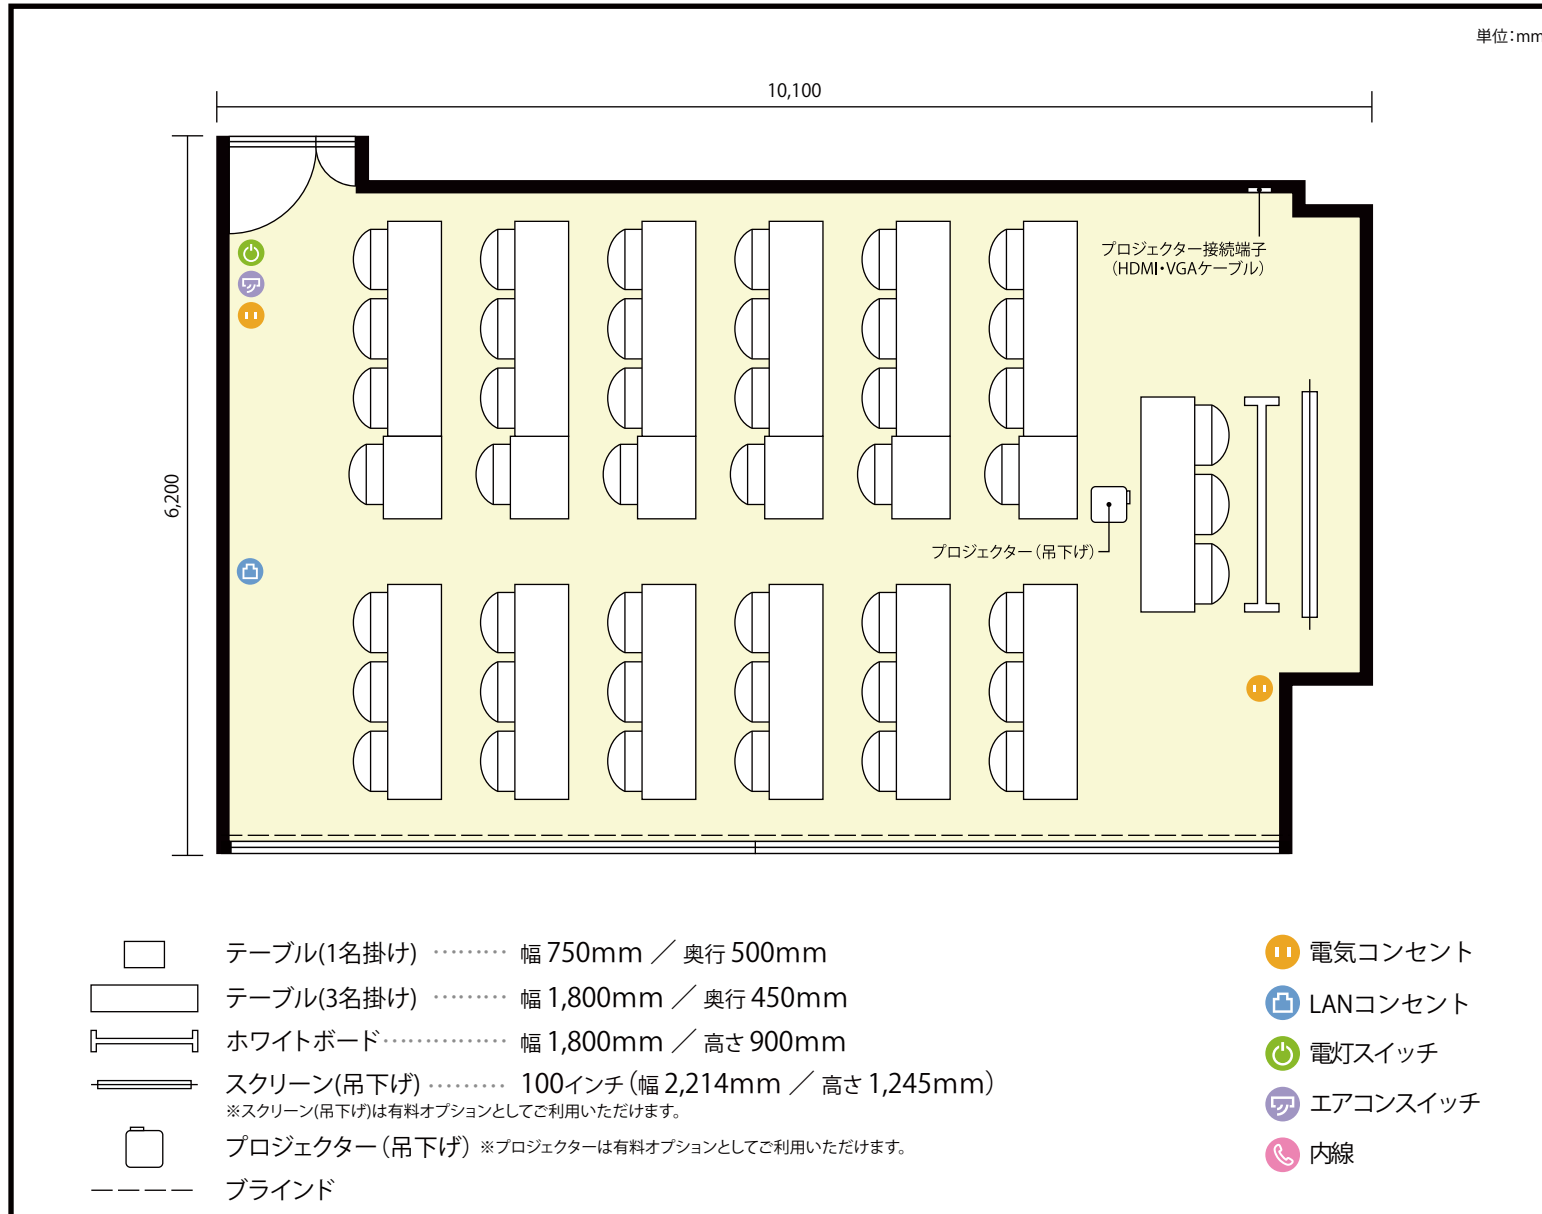 単位：mm
10,100
プロジェクター接続端子
（HDMI・VGAケーブル）
6,200
プロジェクター（吊下げ）
テーブル(1名掛け) ········· 幅 750mm ／ 奥行 500mm
テーブル(3名掛け) ········· 幅 1,800mm ／ 奥行 450mm
ホワイトボード ·············· 幅 1,800mm ／ 高さ 900mm
スクリーン(吊下げ) ········· 100インチ（幅 2,214mm ／ 高さ 1,245mm）
※スクリーン(吊下げ)は有料オプションとしてご利用いただけます。
プロジェクター（吊下げ） ※プロジェクターは有料オプションとしてご利用いただけます。
ブラインド
電気コンセント
LANコンセント
電灯スイッチ
エアコンスイッチ
内線